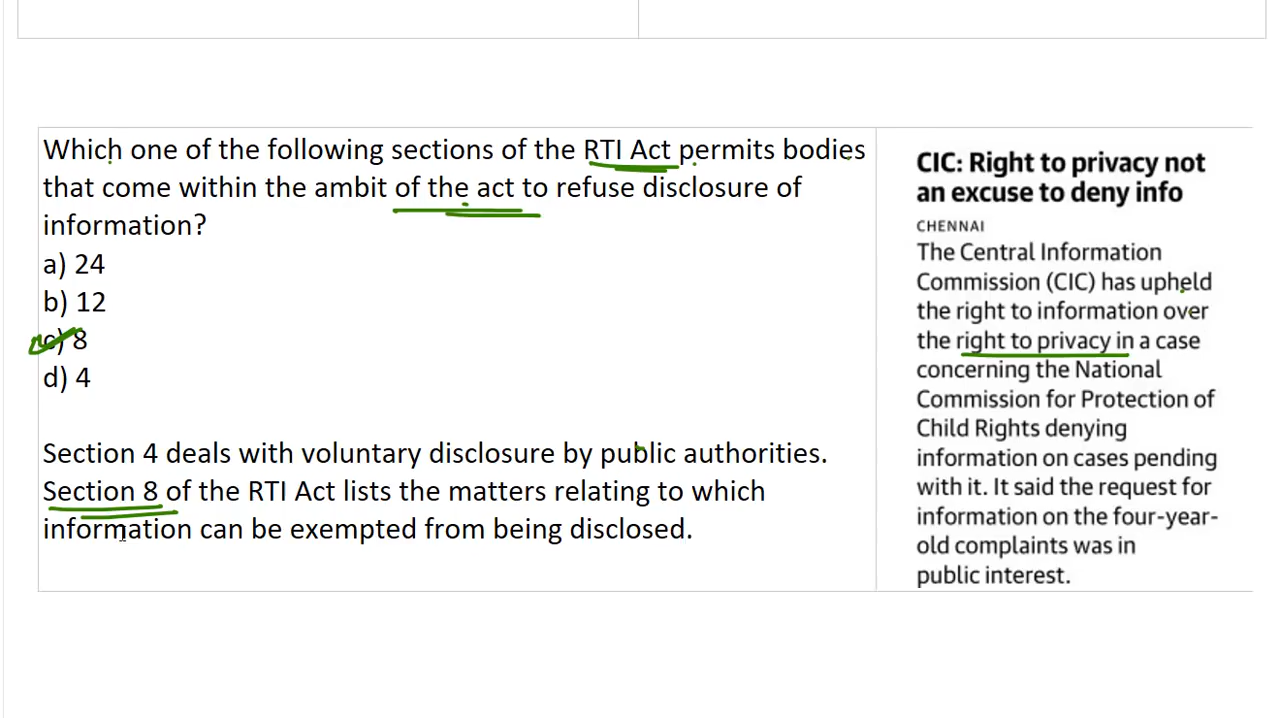 Which one of the following sections of the RTI Act permits bodies
that come within the ambit of the act to refuse disclosure of
information?
a) 24
b) 12
c) 8
d) 4
Section 4 deals with voluntary disclosure by public authorities.
Section 8 of the RTI Act lists the matters relating to which
information can be exempted from being disclosed.
CIC: Right to privacy not
an excuse to deny info
CHENNAI
The Central Information
Commission (CIC) has upheld
the right to information over
the right to privacy in a case
concerning the National
Commission for Protection of
Child Rights denying
information on cases pending
with it. It said the request for
information on the four-year-
old complaints was in
public interest.